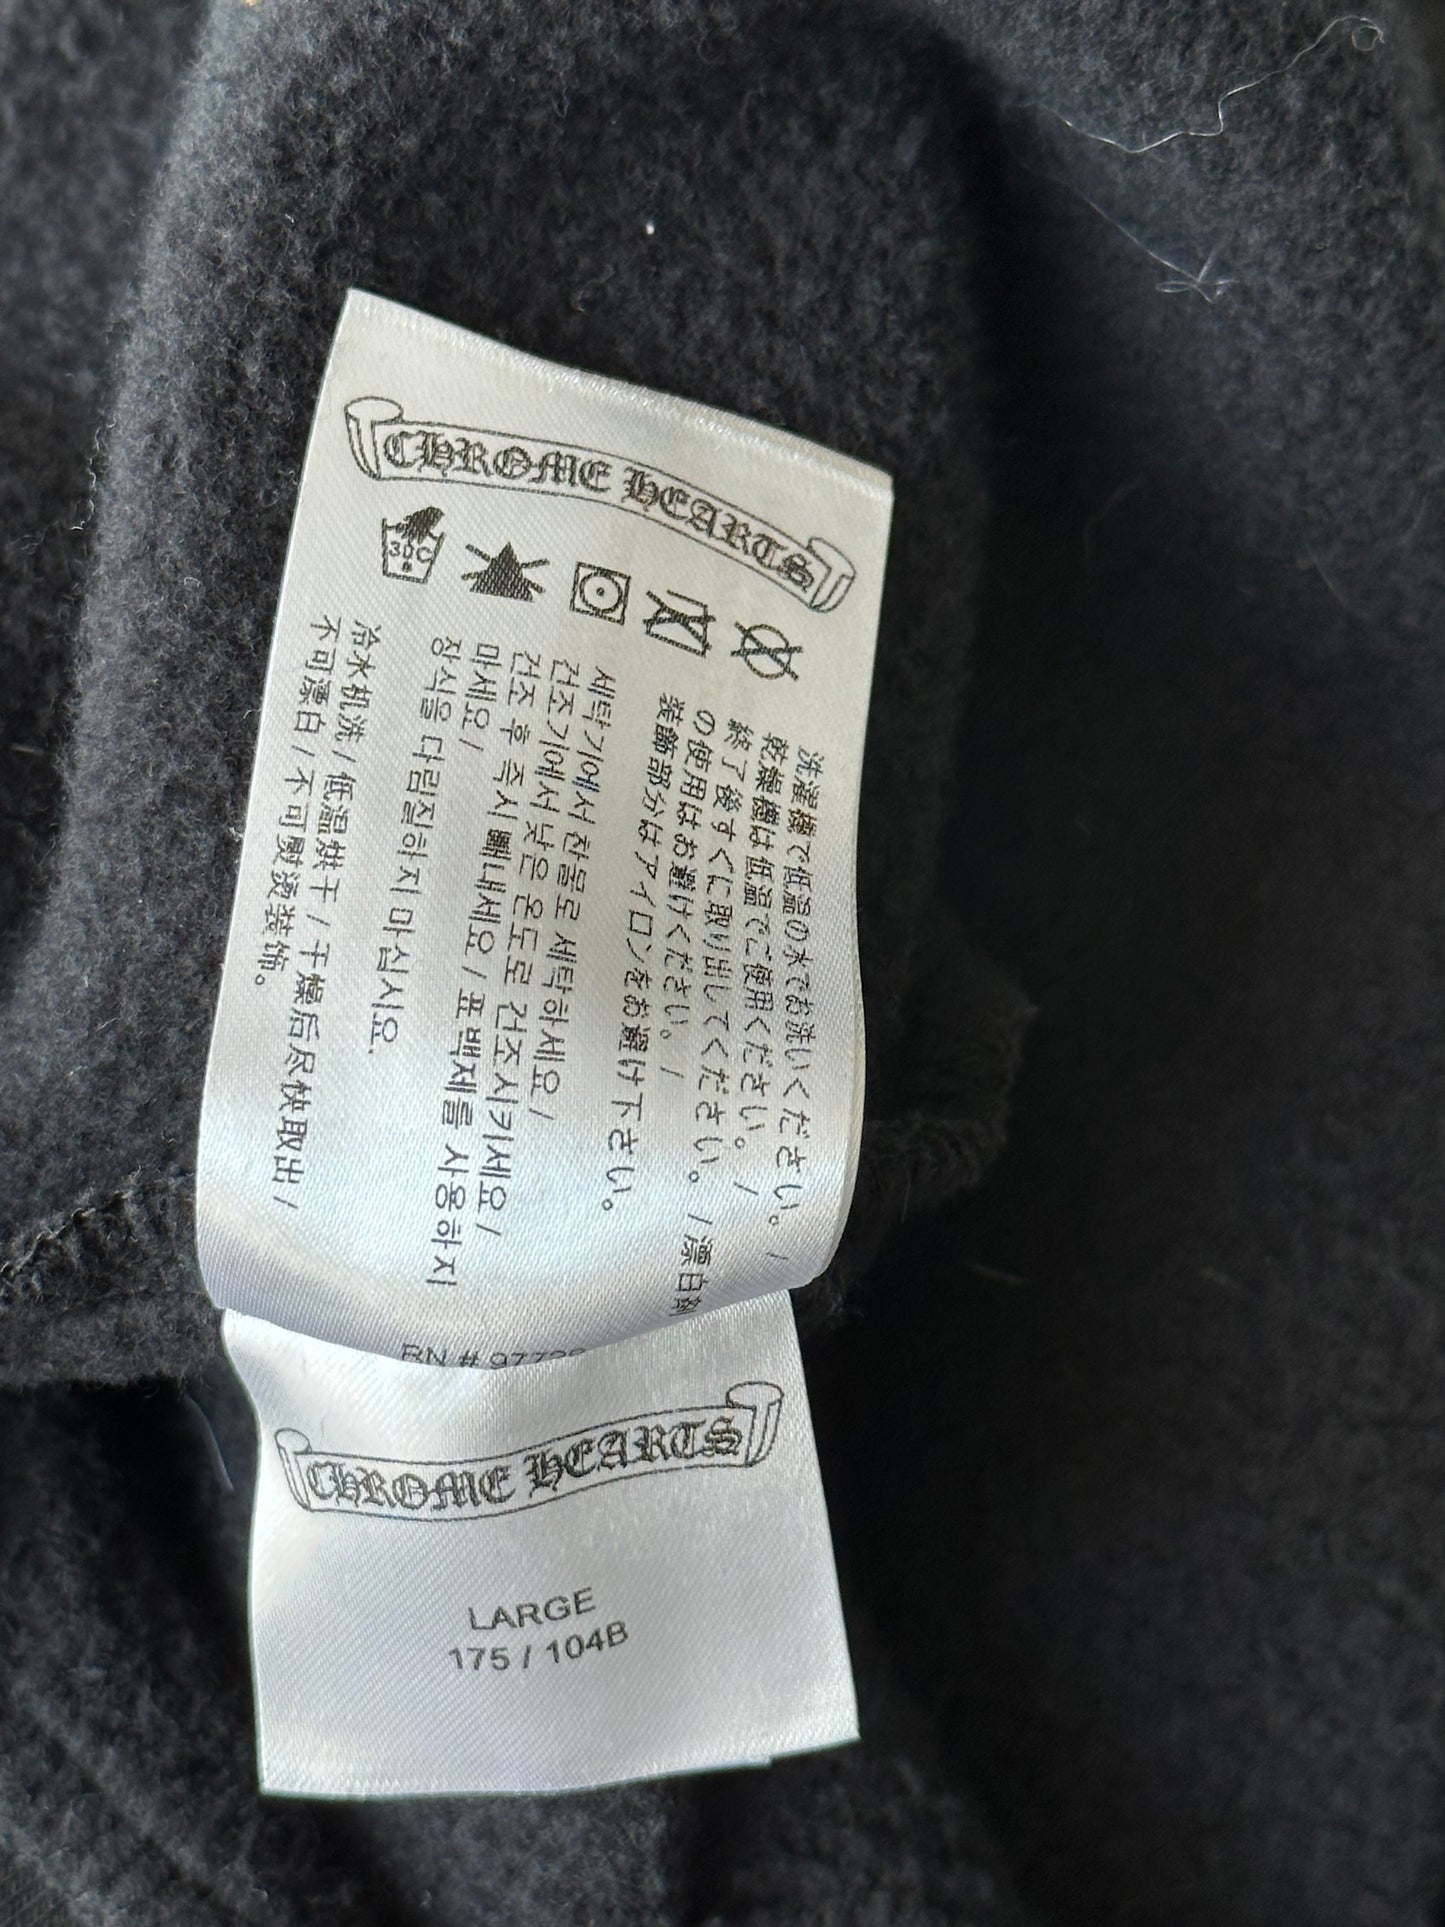 CHROME HEARTS
30C
洗濯機で低温の水でお洗いください。/
乾燥機は低温でご使用ください。/
終了後すぐに取り出してください。/ 漂白剤
の使用はお避けください。/
装飾部分はアイロンをお避け下さい。
세탁기에서 찬물로 세탁하세요 /
건조기에서 낮은 온도로 건조시키세요 /
건조 후 즉시 빼내세요 / 표백제를 사용하지
마세요 /
장식을 다림질하지 마십시요.
冷水机洗 / 低温烘干 / 干燥后尽快取出 /
不可漂白 / 不可熨烫装饰。
RN #
CHROME HEARTS
LARGE
175 / 104B